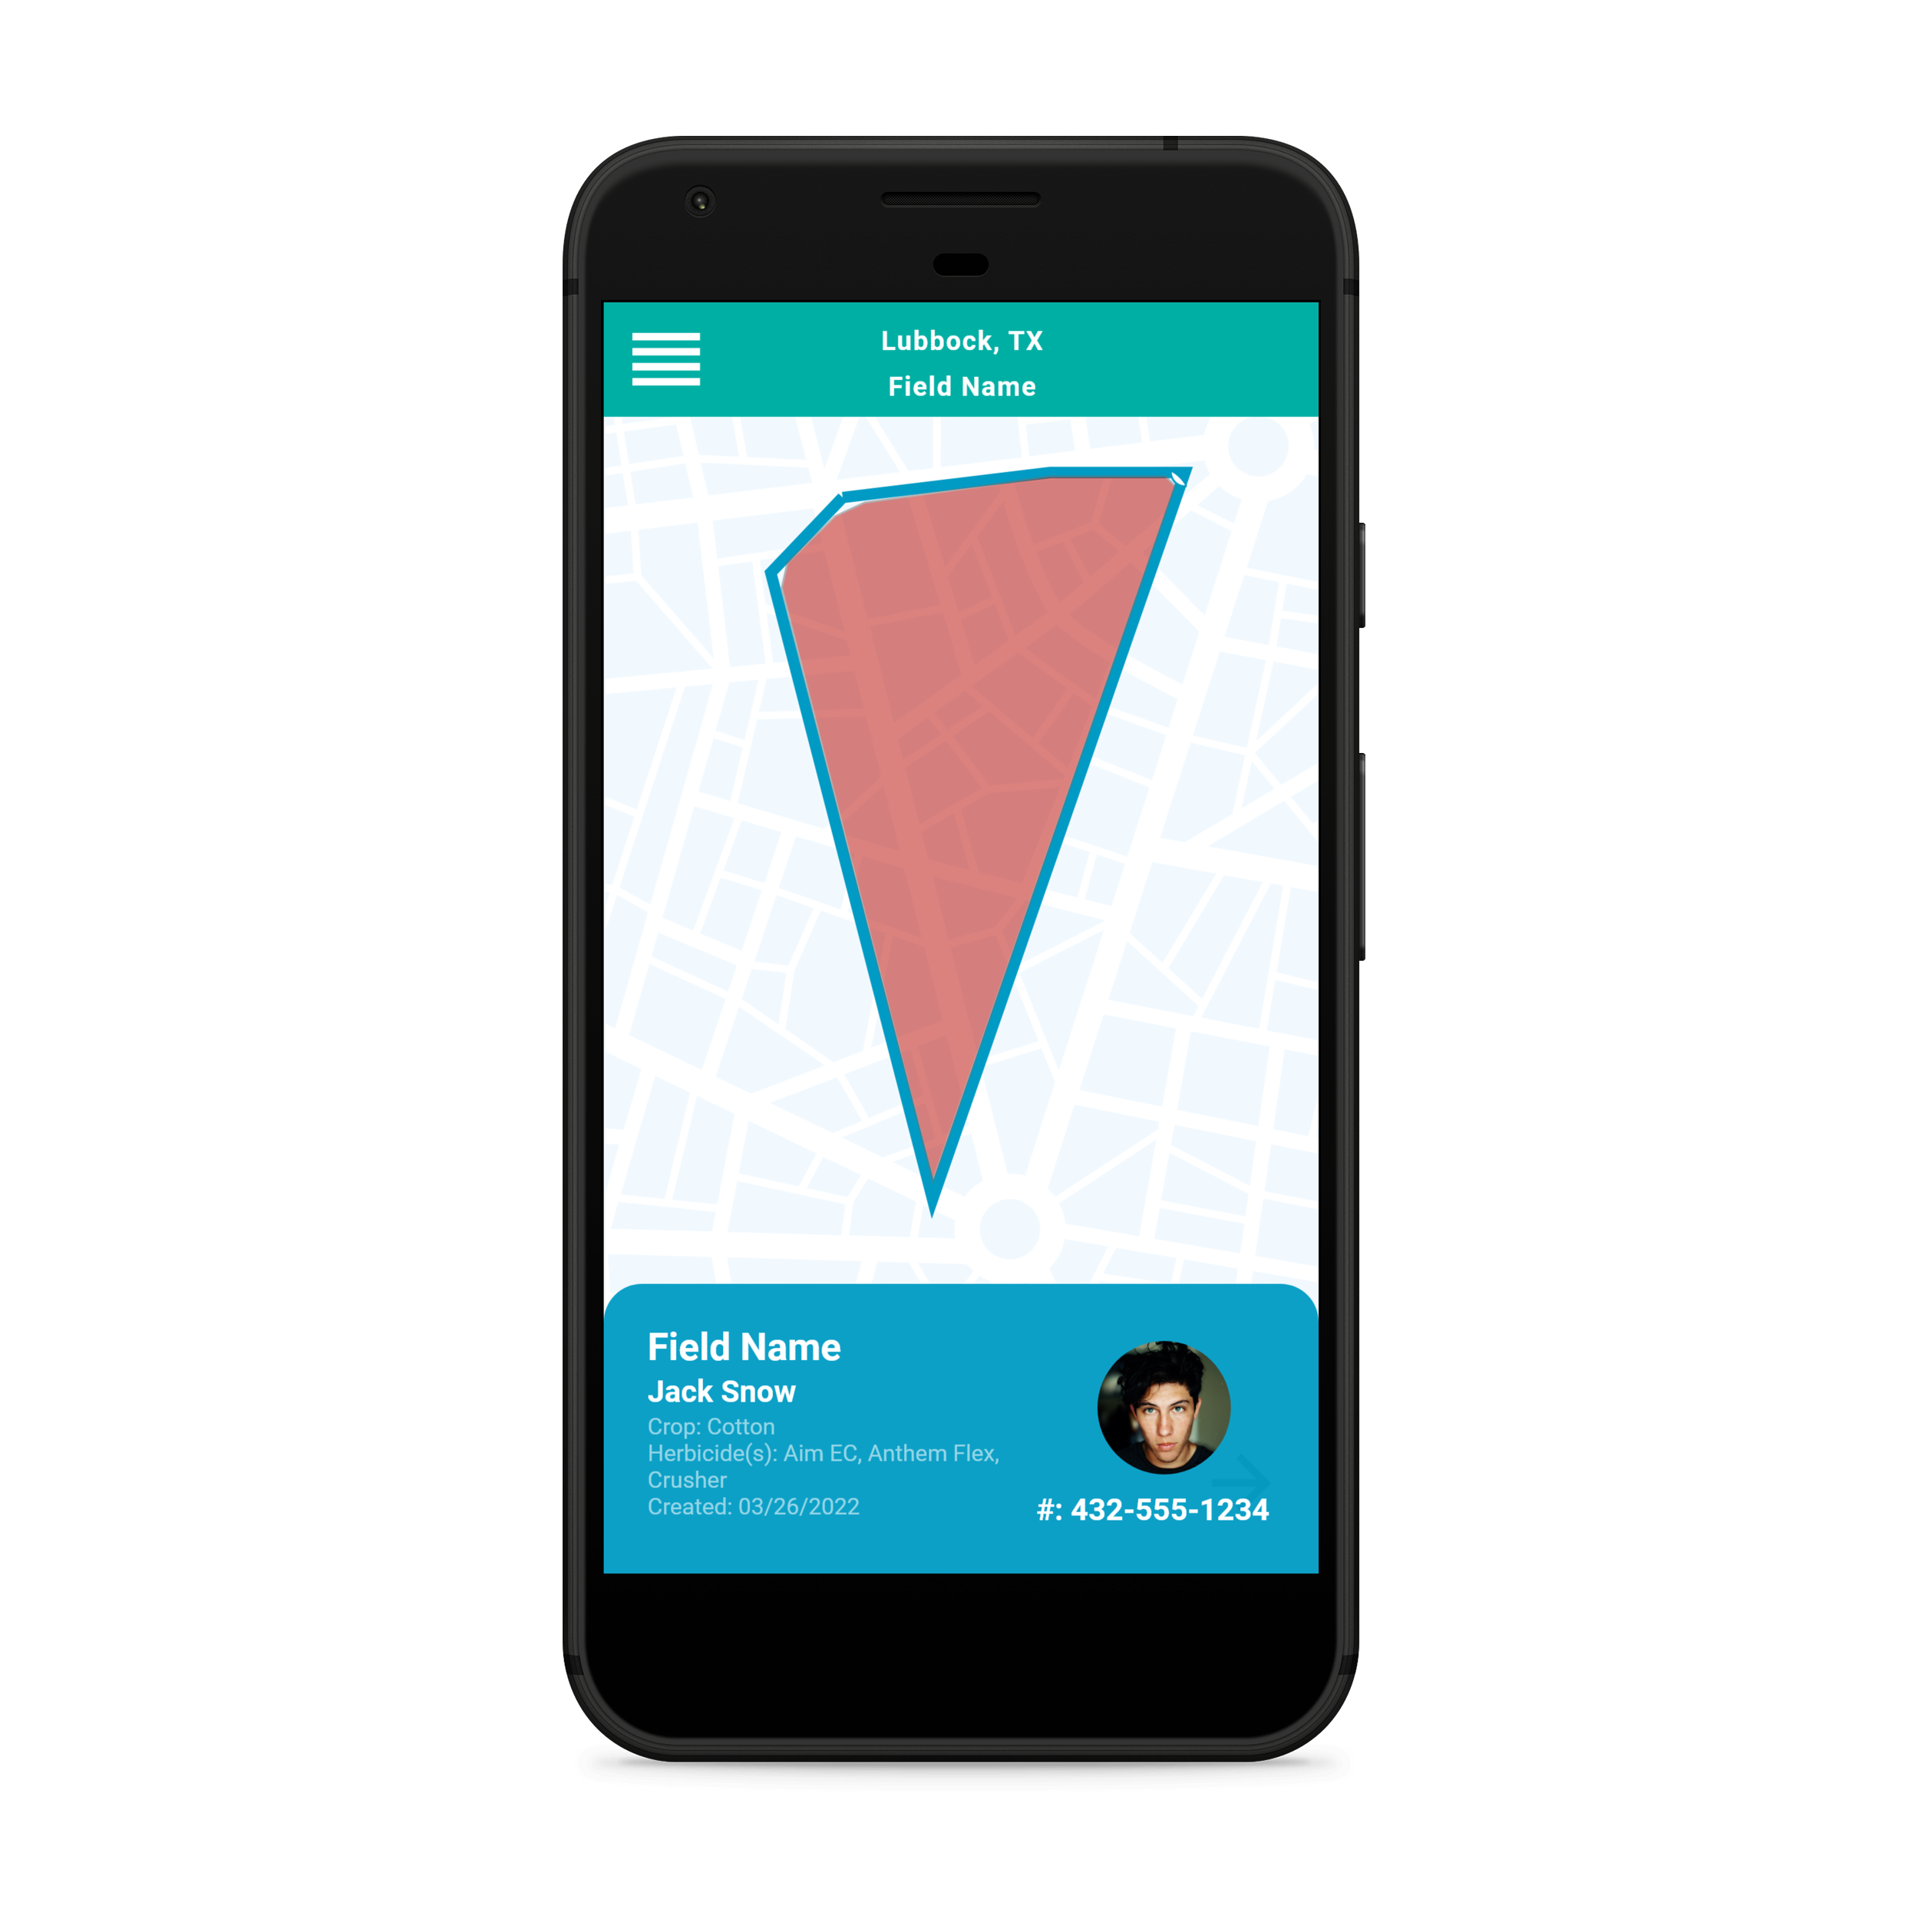 Lubbock, TX
Field Name
Field Name
Jack Snow
Crop: Cotton
Herbicide(s): Aim EC, Anthem Flex,
Crusher
Created: 03/26/2022
#: 432-555-1234